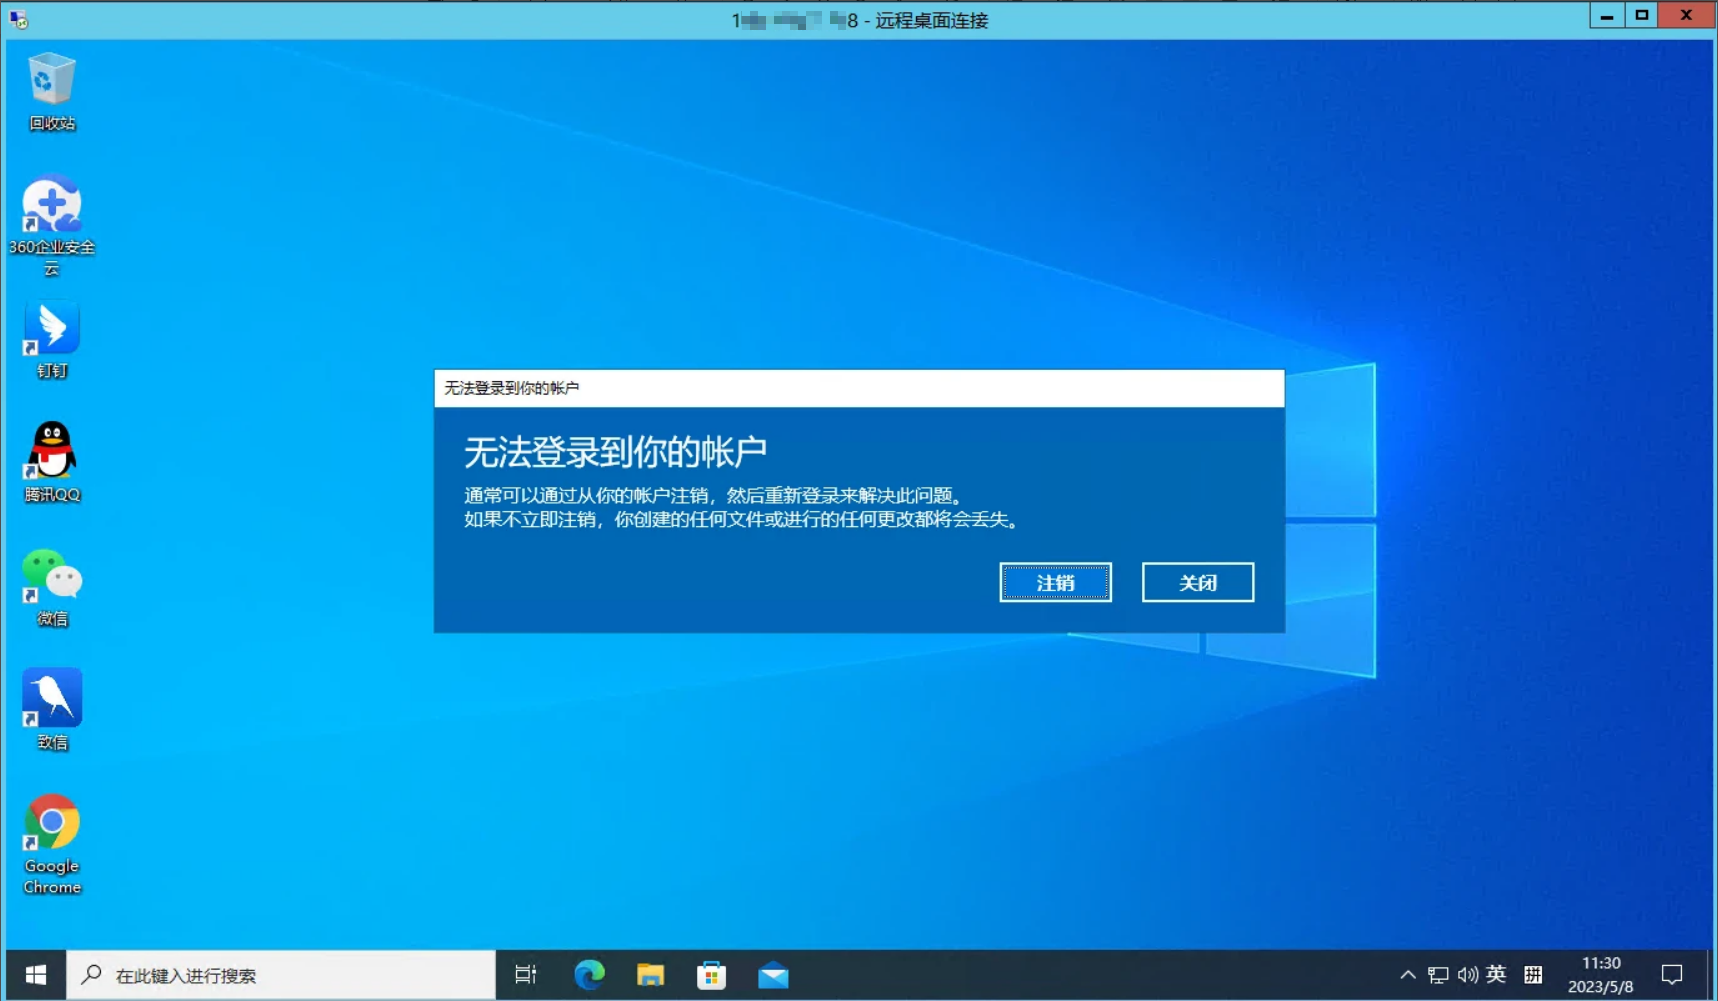 8 - 远程桌面连接
回收站
360企业安全
云
钉钉
腾讯QQ
微信
致信
Google
Chrome
无法登录到你的帐户
无法登录到你的帐户
通常可以通过从你的帐户注销，然后重新登录来解决此问题。
如果不立即注销，你创建的任何文件或进行的任何更改都将会丢失。
注销
关闭
在此键入进行搜索
英
拼
11:30
2023/5/8